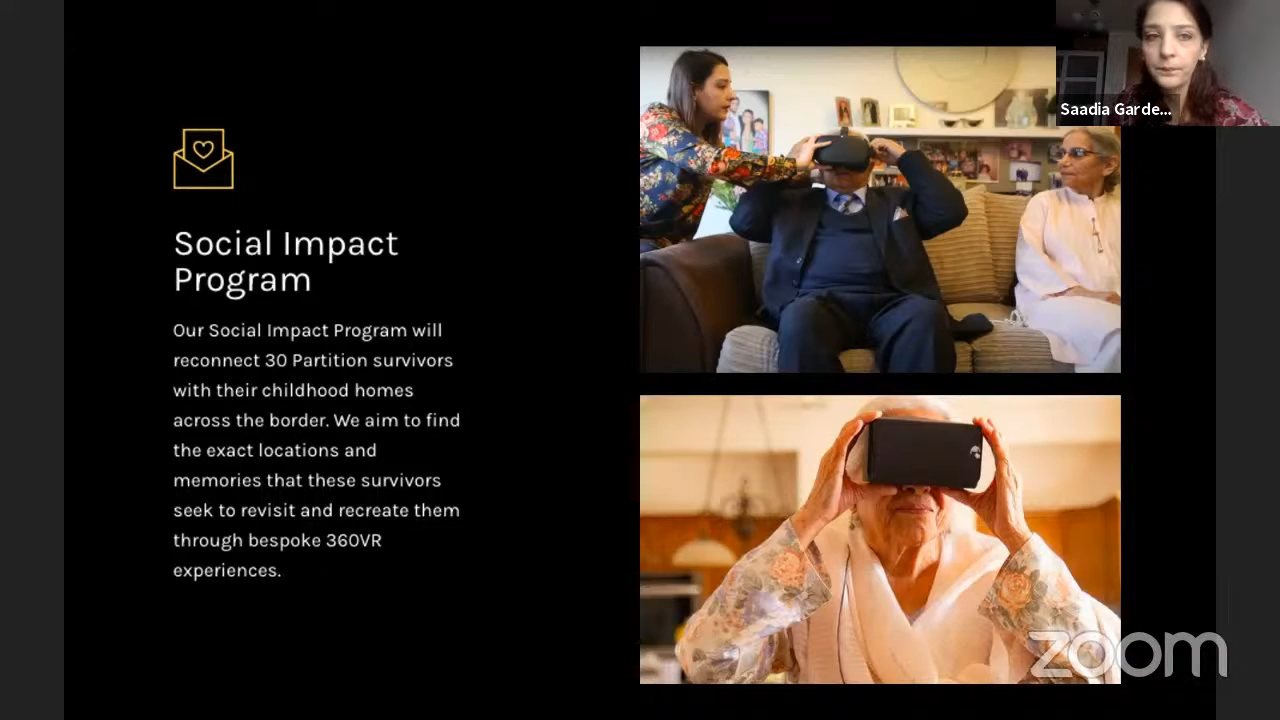 Saadia Garde...
Social Impact
Program
Our Social Impact Program will
reconnect 30 Partition survivors
with their childhood homes
across the border. We aim to find
the exact locations and
memories that these survivors
seek to revisit and recreate them
through bespoke 360VR
experiences.
zoom